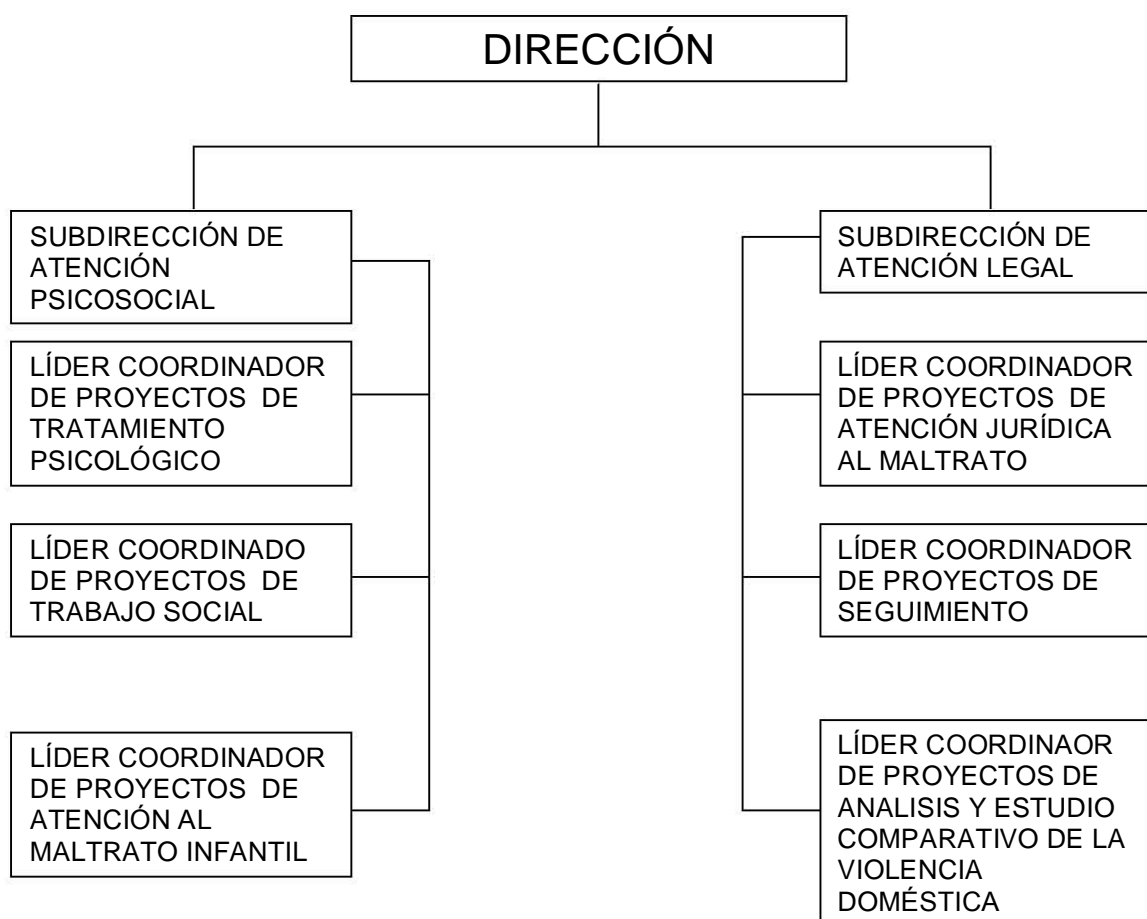 DIRECCIÓN
SUBDIRECCIÓN DE
ATENCIÓN
PSICOSOCIAL
LÍDER COORDINADOR
DE PROYECTOS DE
TRATAMIENTO
PSICOLÓGICO
LÍDER COORDINADO
DE PROYECTOS DE
TRABAJO SOCIAL
LÍDER COORDINADOR
DE PROYECTOS DE
ATENCIÓN AL
MALTRATO INFANTIL
SUBDIRECCIÓN DE
ATENCIÓN LEGAL
LÍDER COORDINADOR
DE PROYECTOS DE
ATENCIÓN JURÍDICA
AL MALTRATO
LÍDER COORDINADOR
DE PROYECTOS DE
SEGUIMIENTO
LÍDER COORDINAOR
DE PROYECTOS DE
ANALISIS Y ESTUDIO
COMPARATIVO DE LA
VIOLENCIA
DOMÉSTICA